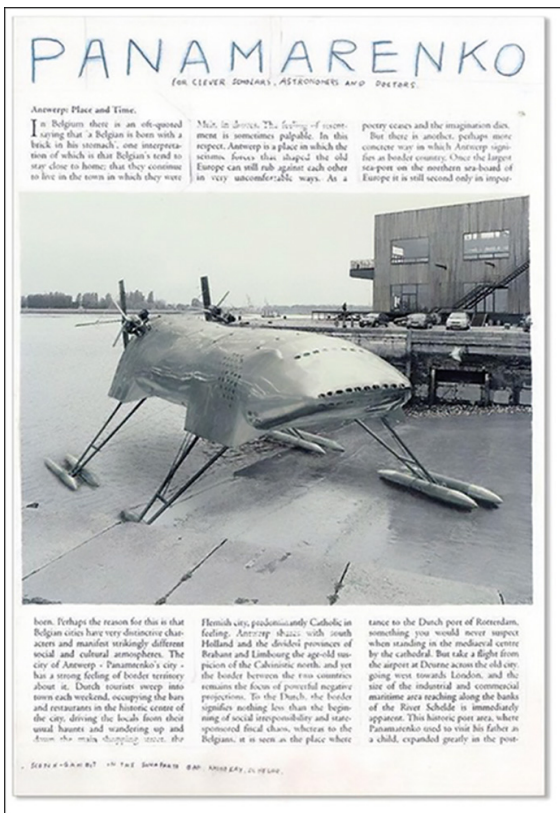 PANAMARENKO
FOR CLEVER SCHOLARS, ASTRONOMERS AND DOCTORS.
Antwerp: Place and Time.
In Belgium there is an oft-quoted
saying that 'a Belgian is born with a
brick in his stomach', one interpreta-
tion of which is that Belgian's tend to
stay close to home; that they continue
to live in the town in which they were
The feeling of resent-
ment is sometimes palpable. In this
respect, Antwerp is a place in which the
seismic forces that shaped the old
Europe can still rub against each other
in very uncomfortable ways. As a
poetry ceases and the imagination dies.
But there is another, perhaps more
concrete way in which Antwerp signi-
fies as border country. Once the largest
sea-port on the northern sea-board of
Europe it is still second only in impor-
born. Perhaps the reason for this is that
Belgian cities have very distinctive char-
acters and manifest strikingly different
social and cultural atmospheres. The
city of Antwerp - Panamrenko's city -
has a strong feeling of border territory
about it. Dutch tourists sweep into
town each weekend, occupying the bars
and restaurants in the historic centre of
the city, driving the locals from their
usual haunts and wandering up and
down the main shopping street, the
Flemish city, predominantly Catholic in
feeling. Antwerp shares with south
Holland and the divided provinces of
Brabant and Limbourg the age-old sus-
picion of the Calvinistic north, and yet
the border between the two countries
remains the focus of powerful negative
projections. To the Dutch, the border
signifies nothing less than the begin-
ning of social irresponsibility and state-
sponsored fiscal chaos, whereas to the
Belgians, it is seen as the place where
tance to the Dutch port of Rotterdam,
something you would never suspect
when standing in the mediaeval centre
by the cathedral. But take a flight from
the airport at Deurne across the old city,
going west towards London, and the
size of the industrial and commercial
maritime area reaching along the banks
of the River Schelde is immediately
apparent. This historic port area, where
Panamarenko used to visit his father as
a child, expanded greatly in the post-
IN THE